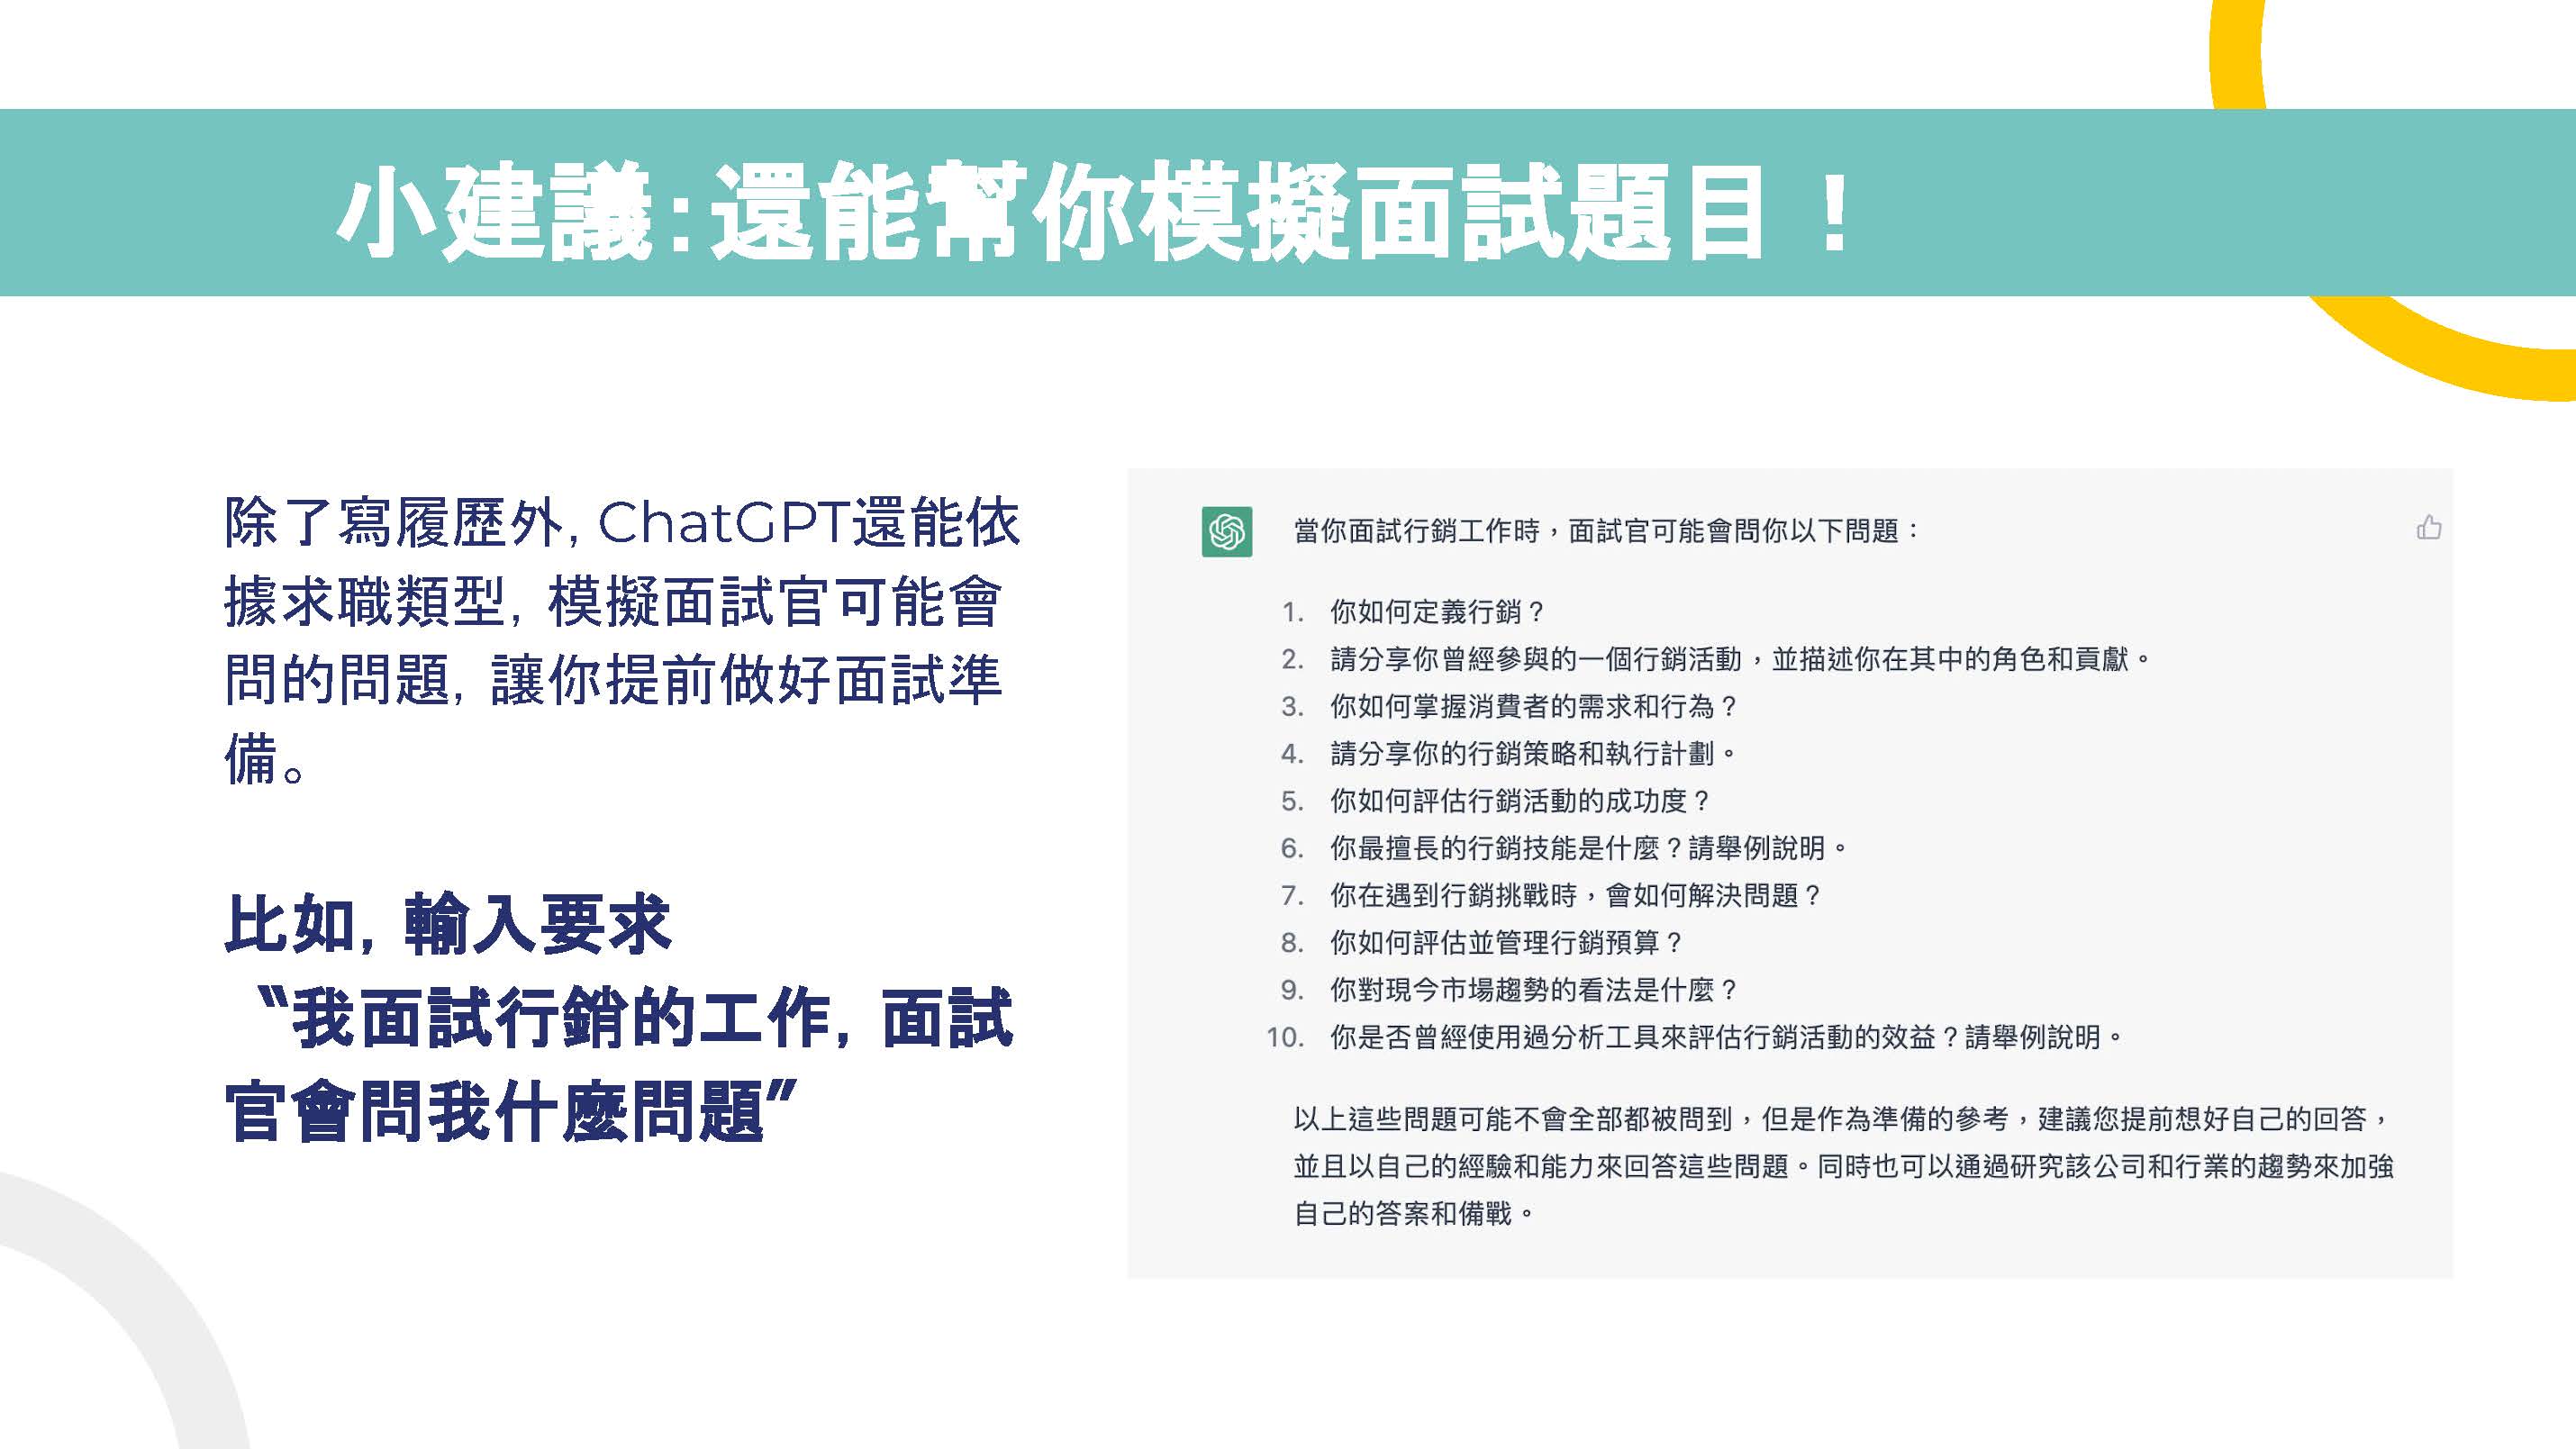 小建議：還能幫你模擬面試題目！
除了寫履歷外，ChatGPT還能依
據求職類型，模擬面試官可能會
問的問題，讓你提前做好面試準
備。
比如，輸入要求
〝我面試行銷的工作，面試
官會問我什麼問題〞
當你面試行銷工作時，面試官可能會問你以下問題：
1. 你如何定義行銷？
2. 請分享你曾經參與的一個行銷活動，並描述你在其中的角色和貢獻。
3. 你如何掌握消費者的需求和行為？
4. 請分享你的行銷策略和執行計劃。
5. 你如何評估行銷活動的成功度？
6. 你最擅長的行銷技能是什麼？請舉例說明。
7. 你在遇到行銷挑戰時，會如何解決問題？
8. 你如何評估並管理行銷預算？
9. 你對現今市場趨勢的看法是什麼？
10. 你是否曾經使用過分析工具來評估行銷活動的效益？請舉例說明。
以上這些問題可能不會全部都被問到，但是作為準備的參考，建議您提前想好自己的回答，
並且以自己的經驗和能力來回答這些問題。同時也可以通過研究該公司和行業的趨勢來加強
自己的答案和備戰。